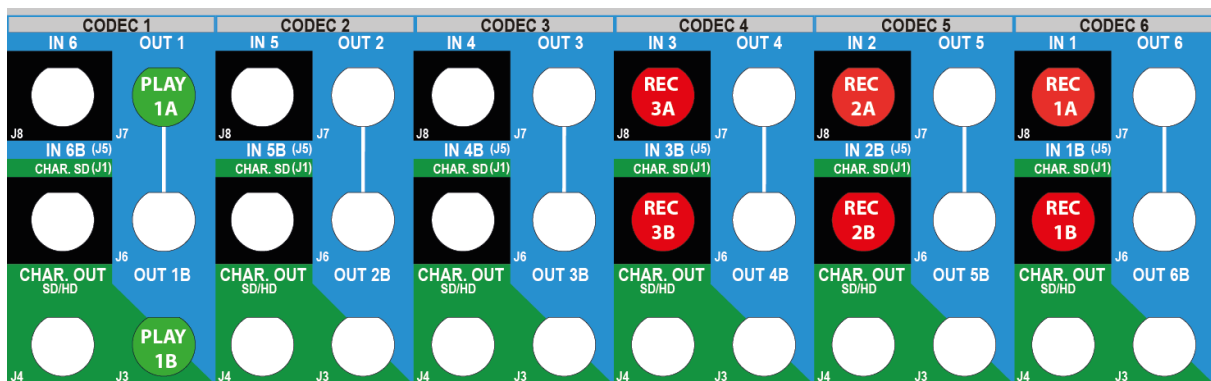 CODEC 1 CODEC 2 CODEC 3 CODEC 4 CODEC 5 CODEC 6
IN 6 OUT 1 IN 5 OUT 2 IN 4 OUT 3 IN 3 OUT 4 IN 2 OUT 5 IN 1 OUT 6
PLAY REC REC REC
1A 3A 2A 1A
J8 J7 J8 J7 J8 J7 J8 J7 J8 J7 J8 J7
IN 6B (J5) IN 5B (J5) IN 4B (J5) IN 3B (J5) IN 2B (J5) IN 1B (J5)
CHAR. SD (J1) CHAR. SD (J1) CHAR. SD (J1) CHAR. SD (J1) CHAR. SD (J1) CHAR. SD (J1)
REC REC REC
3B 2B 1B
J6 J6 J6 J6 J6 J6
CHAR. OUT OUT 1B CHAR. OUT OUT 2B CHAR. OUT OUT 3B CHAR. OUT OUT 4B CHAR. OUT OUT 5B CHAR. OUT OUT 6B
SD/HD SD/HD SD/HD SD/HD SD/HD SD/HD
PLAY
1B
J4 J3 J4 J3 J4 J3 J4 J3 J4 J3 J4 J3